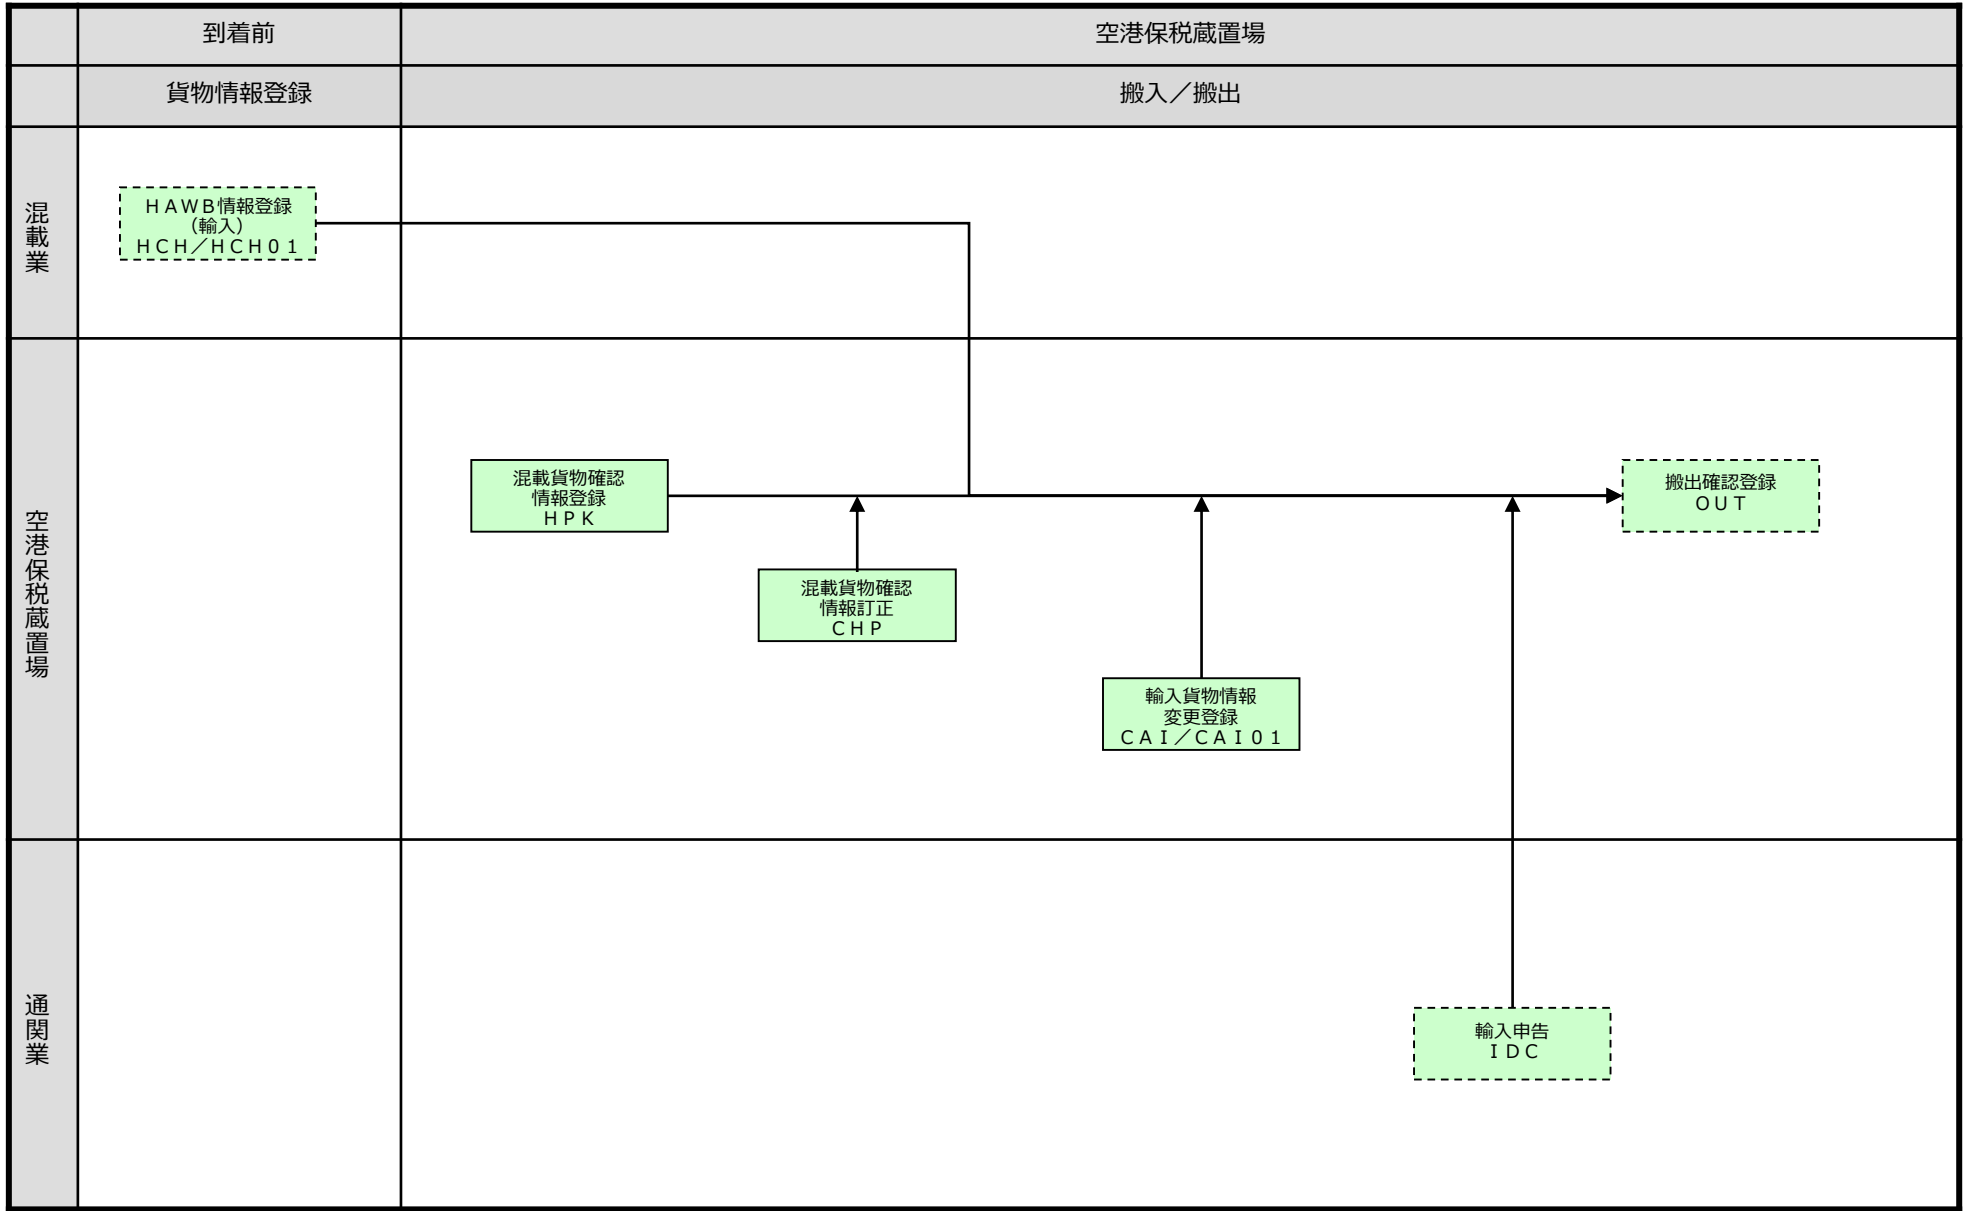 到着前
空港保税蔵置場
貨物情報登録
搬入／搬出
混載業
ＨＡＷＢ情報登録
（輸入）
ＨＣＨ／ＨＣＨ０１
空港保税蔵置場
混載貨物確認
情報登録
ＨＰＫ
搬出確認登録
ＯＵＴ
混載貨物確認
情報訂正
ＣＨＰ
輸入貨物情報
変更登録
ＣＡＩ／ＣＡＩ０１
通関業
輸入申告
ＩＤＣ